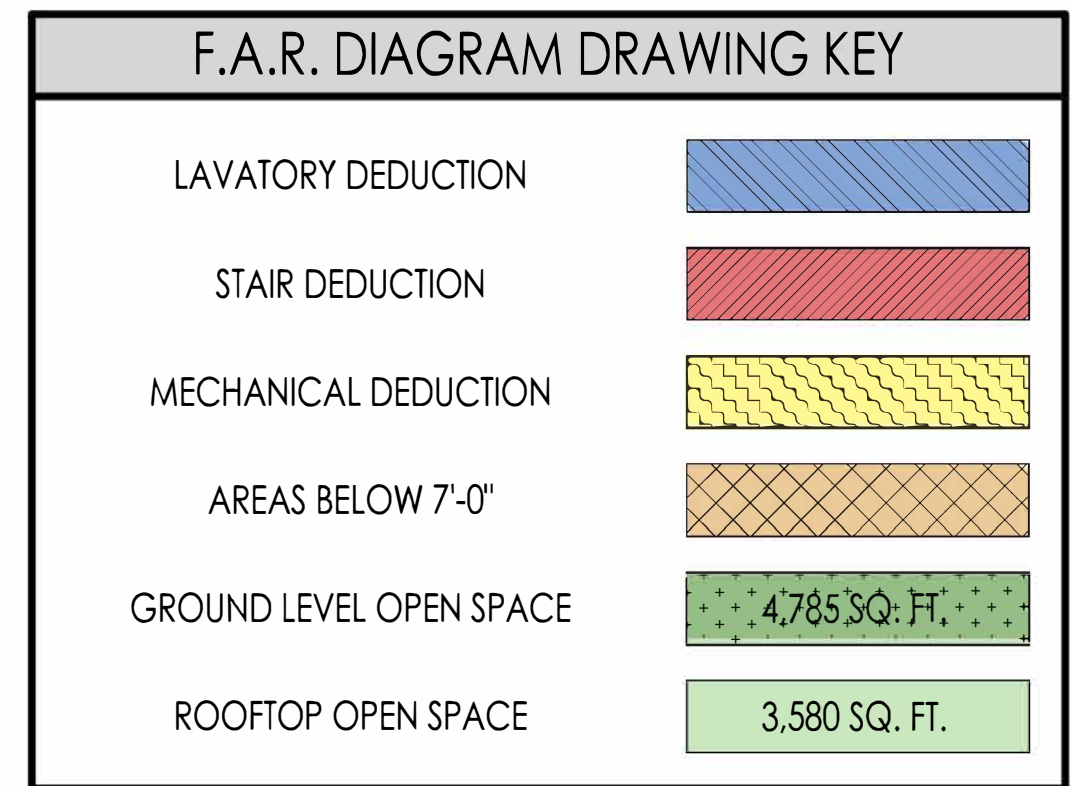 F.A.R. DIAGRAM DRAWING KEY
LAVATORY DEDUCTION
STAIR DEDUCTION
MECHANICAL DEDUCTION
AREAS BELOW 7'-0"
GROUND LEVEL OPEN SPACE 4,785 SQ. FT.
ROOFTOP OPEN SPACE 3,580 SQ. FT.